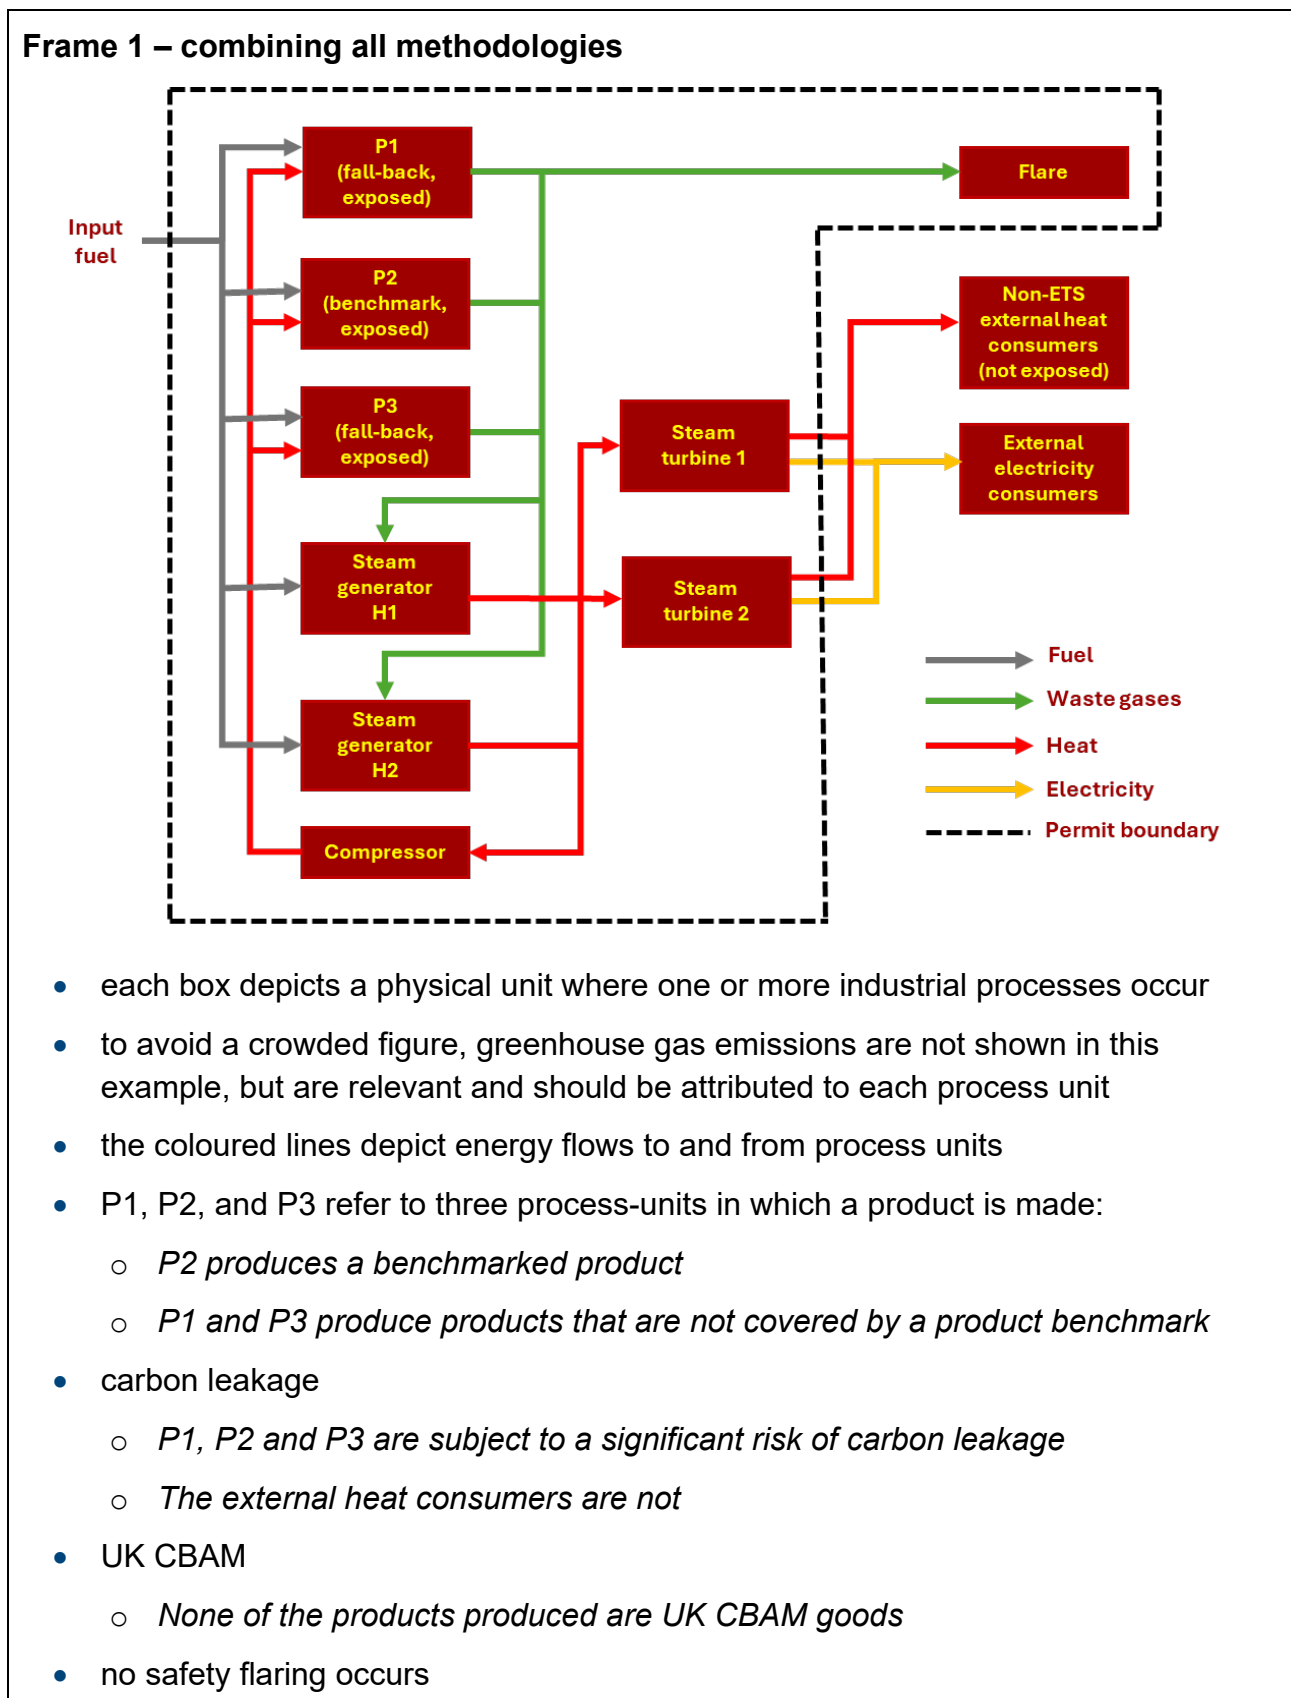 Frame 1 – combining all methodologies
Input
fuel
P1
(fall-back,
exposed)
P2
(benchmark,
exposed)
P3
(fall-back,
exposed)
Steam
generator
H1
Steam
generator
H2
Compressor
Steam
turbine 1
Steam
turbine 2
Flare
Non-ETS
external heat
consumers
(not exposed)
External
electricity
consumers
Fuel
Waste gases
Heat
Electricity
Permit boundary
• each box depicts a physical unit where one or more industrial processes occur
• to avoid a crowded figure, greenhouse gas emissions are not shown in this
example, but are relevant and should be attributed to each process unit
• the coloured lines depict energy flows to and from process units
• P1, P2, and P3 refer to three process-units in which a product is made:
o P2 produces a benchmarked product
o P1 and P3 produce products that are not covered by a product benchmark
• carbon leakage
o P1, P2 and P3 are subject to a significant risk of carbon leakage
o The external heat consumers are not
• UK CBAM
o None of the products produced are UK CBAM goods
• no safety flaring occurs